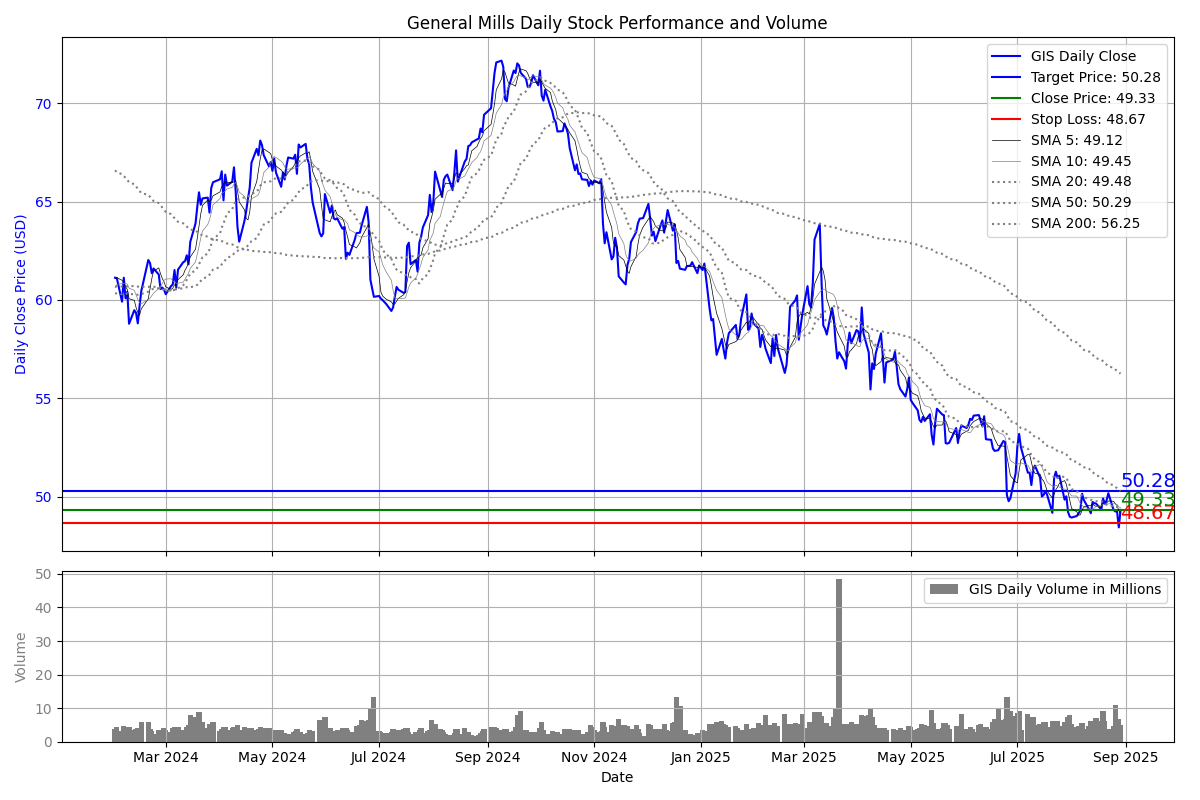 General Mills Daily Stock Performance and Volume
GIS Daily Close
Target Price: 50.28
Close Price: 49.33
Stop Loss: 48.67
SMA 5: 49.12
SMA 10: 49.45
SMA 20: 49.48
SMA 50: 50.29
SMA 200: 56.25
Daily Close Price (USD)
70
65
60
55
50
50.28
49.33
48.67
GIS Daily Volume in Millions
Volume
50
40
30
20
10
0
Mar 2024 May 2024 Jul 2024 Sep 2024 Nov 2024 Jan 2025 Mar 2025 May 2025 Jul 2025 Sep 2025
Date